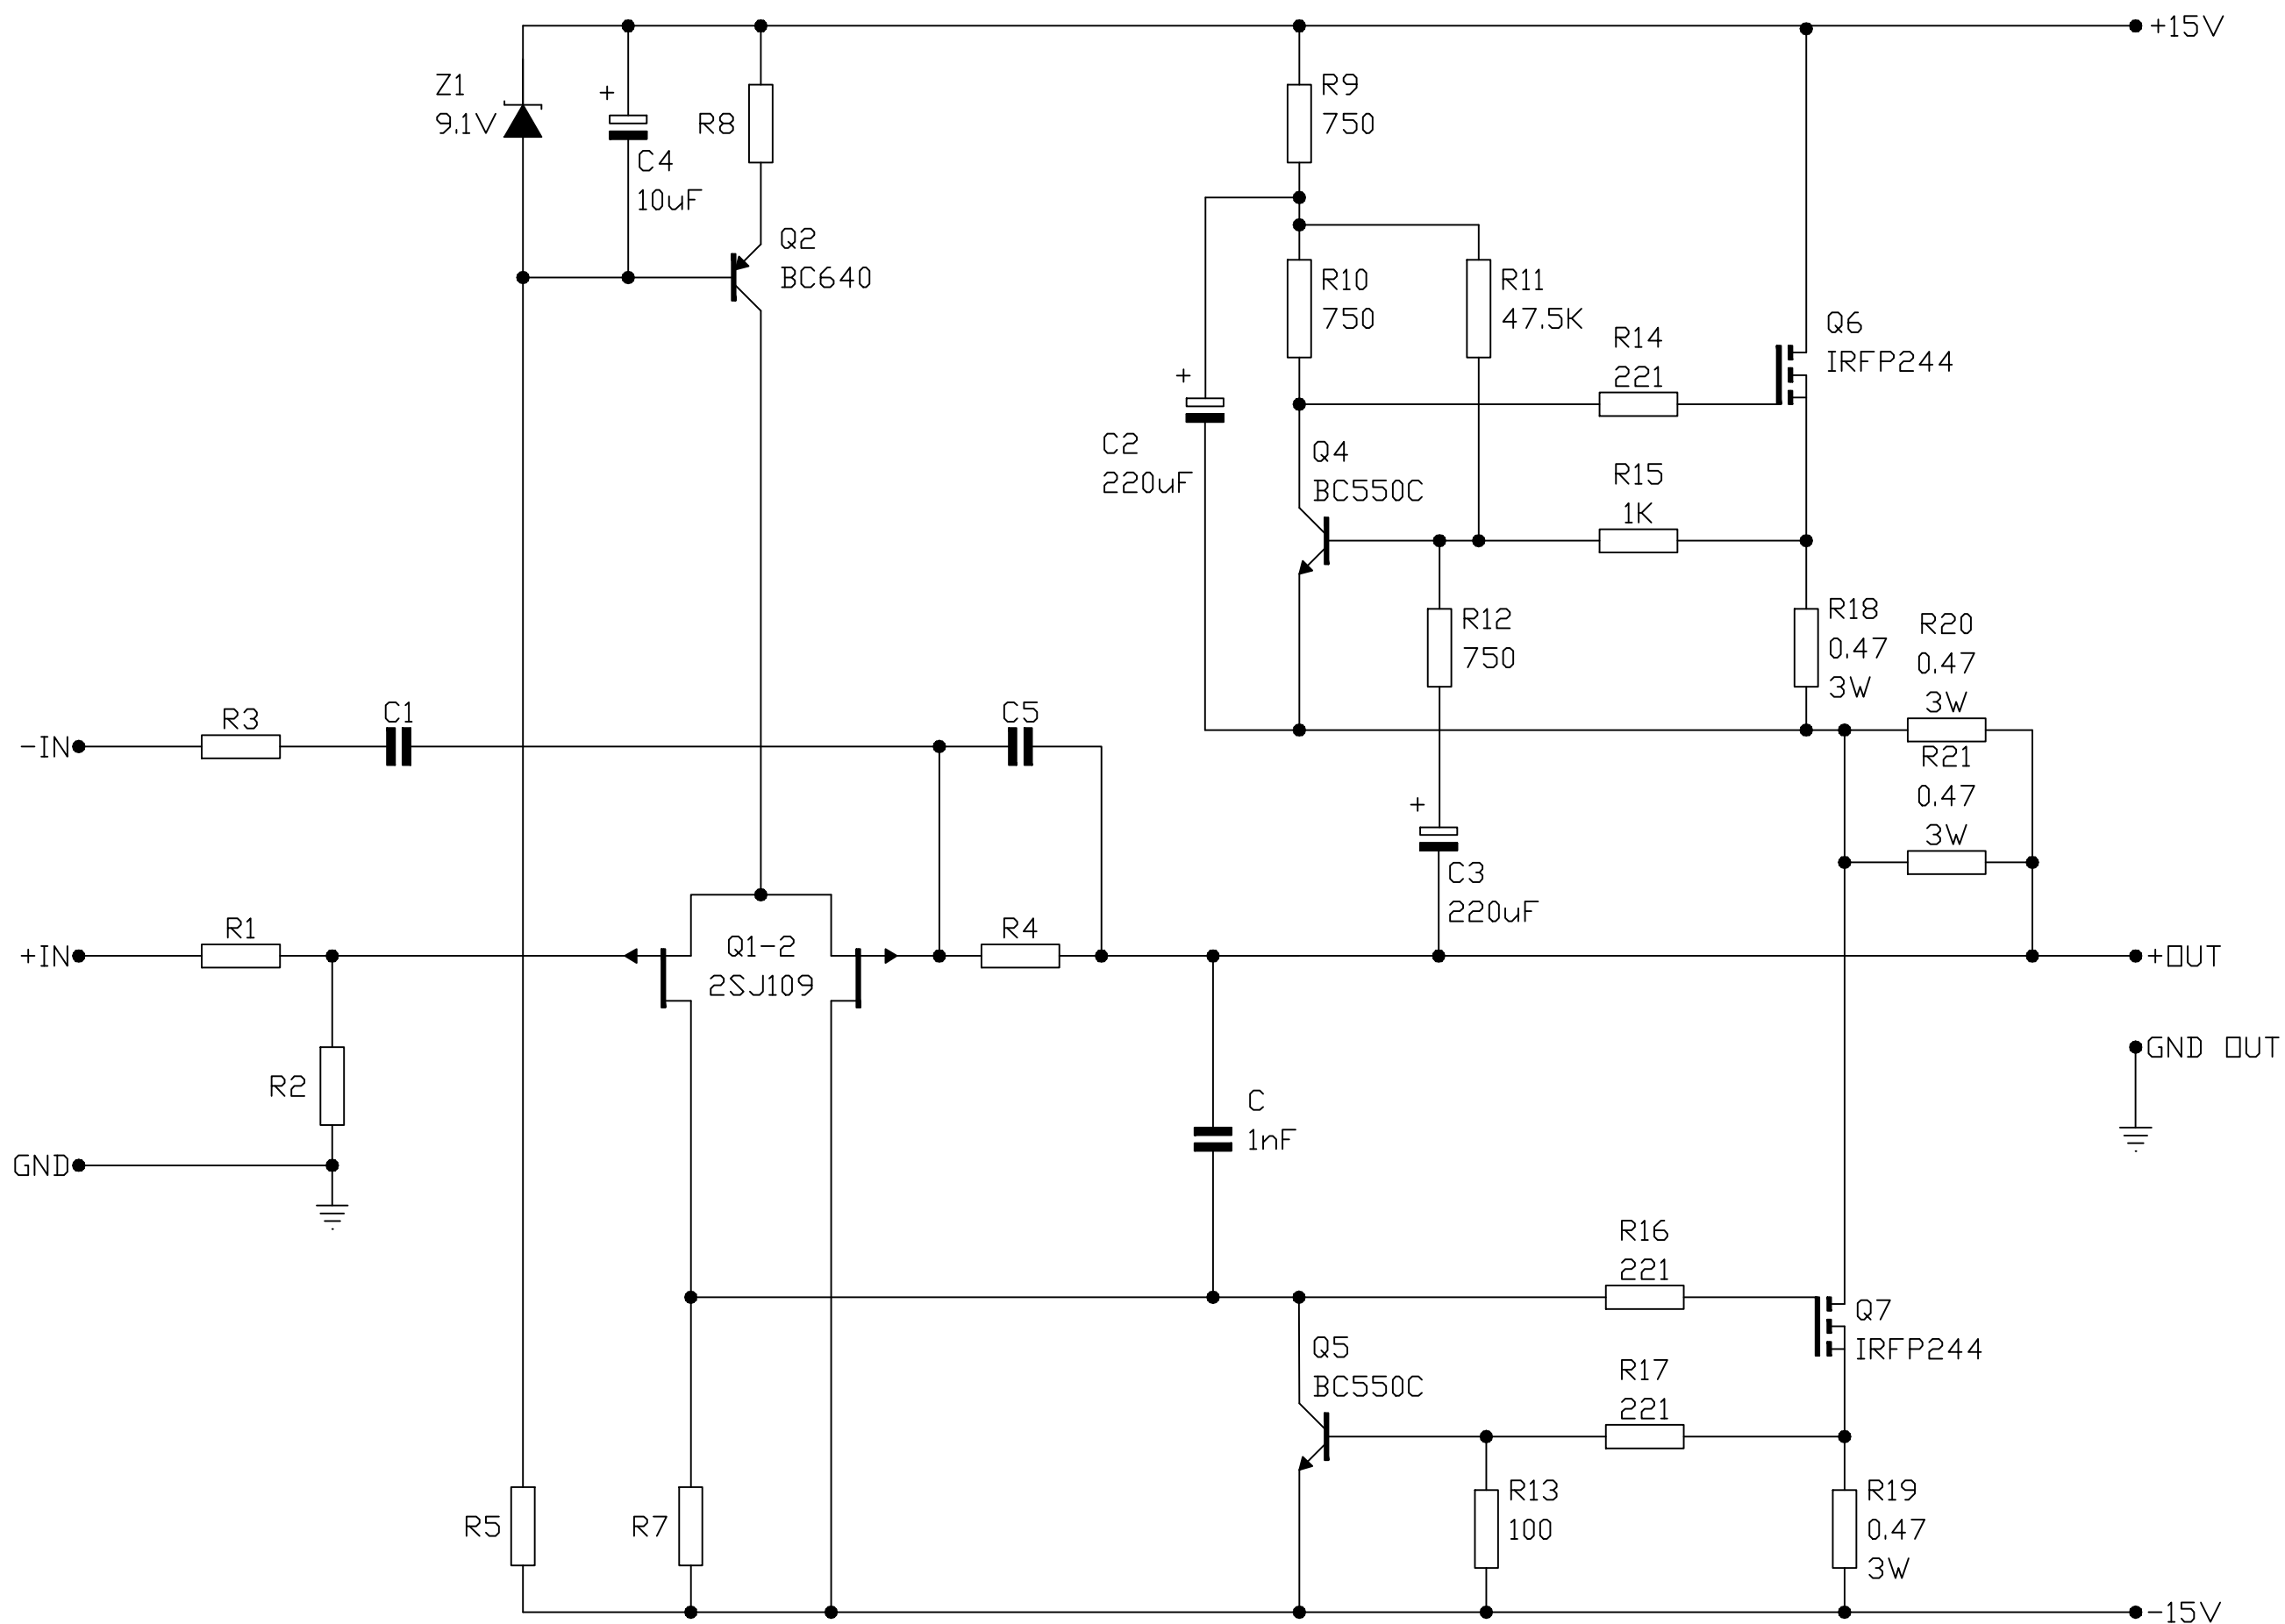 +15V
Z1
9.1V
+
C4
10uF
R8
Q2
BC640
R9
750
R10
750
R11
47.5K
R14
221
Q6
IRFP244
+
C2
220uF
Q4
BC550C
R15
1K
R12
750
R18
0.47
3W
R20
0.47
3W
-IN
R3
C1
C5
R21
0.47
3W
+
C3
220uF
+IN
R1
Q1-2
2SJ109
R4
+OUT
GND OUT
R2
C
1nF
GND
R16
221
Q7
IRFP244
Q5
BC550C
R17
221
R5
R7
R13
100
R19
0.47
3W
-15V